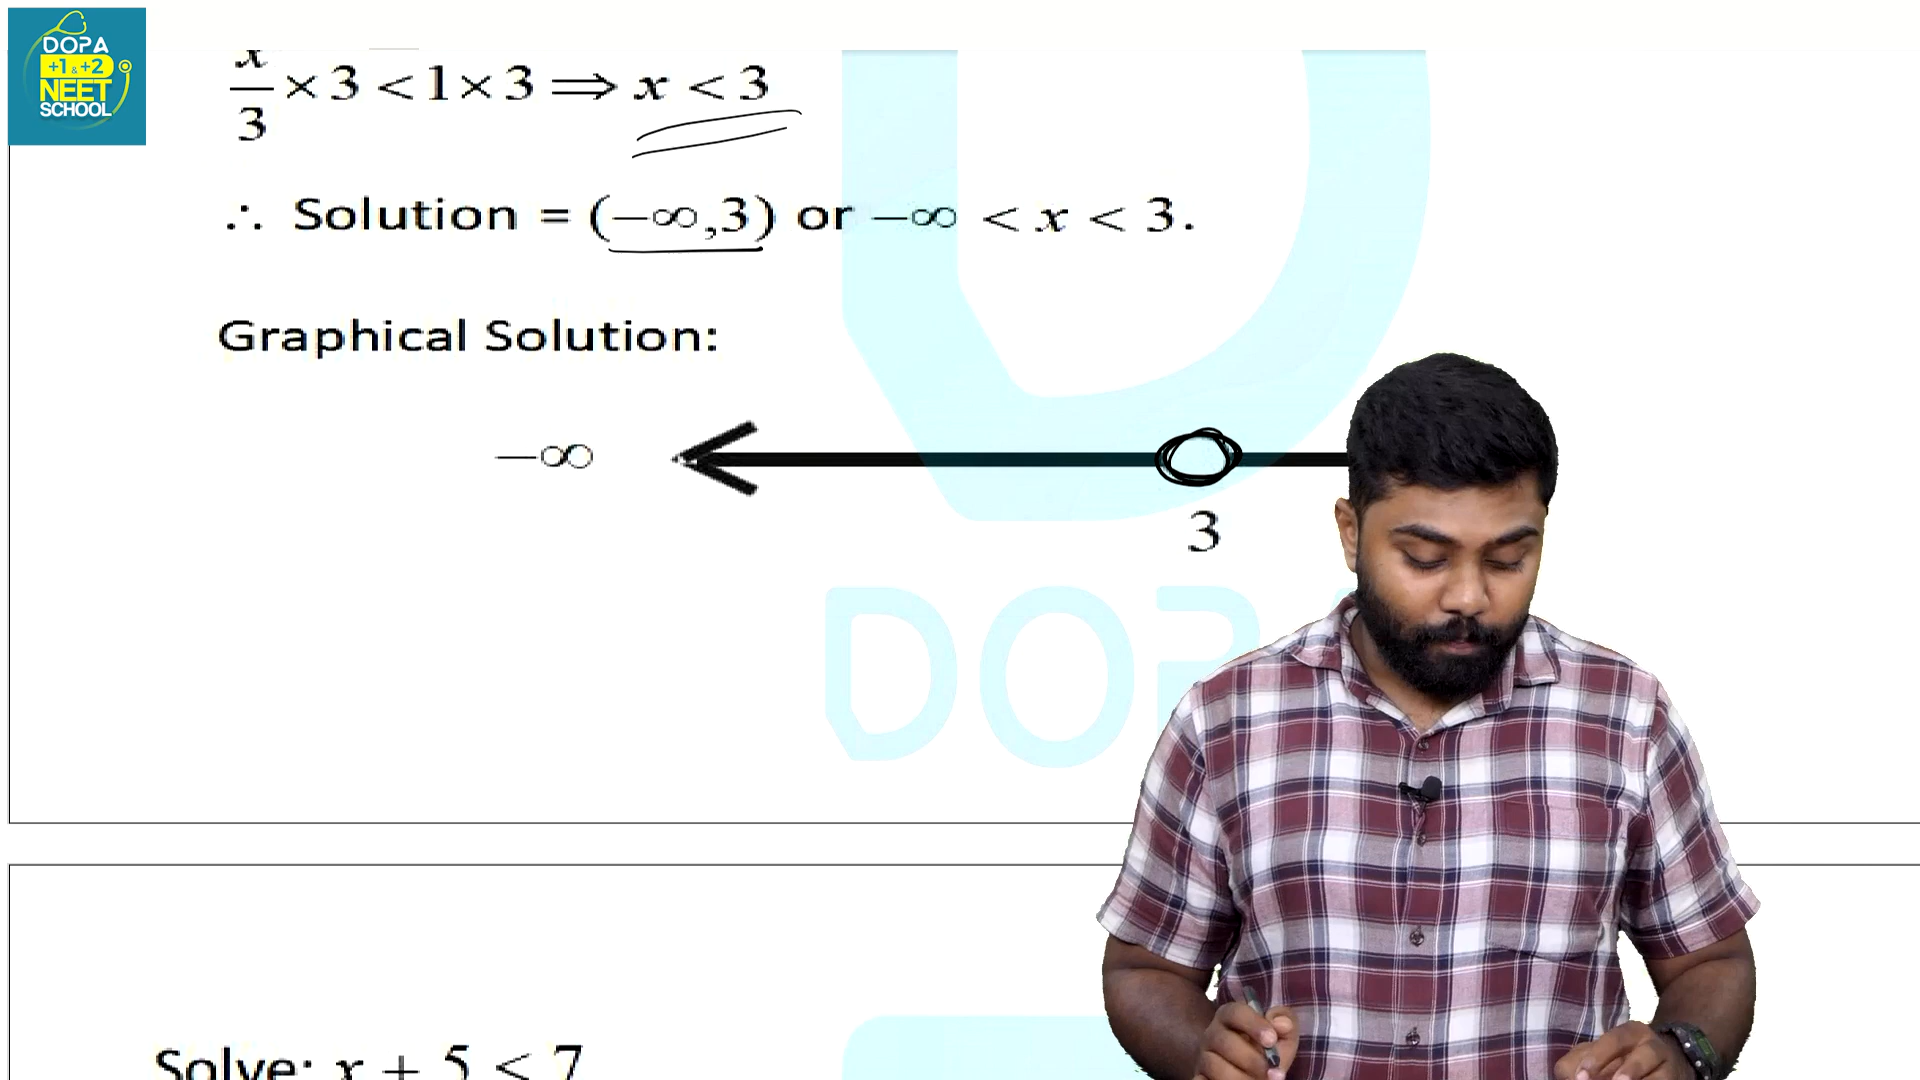 DOPA
+1 & +2
NEET
SCHOOL
x/3 × 3 < 1 × 3 ⟹ x < 3
∴ Solution = (−∞,3) or −∞ < x < 3.
Graphical Solution:
−∞
3
DOP
Solve: x + 5 < 7